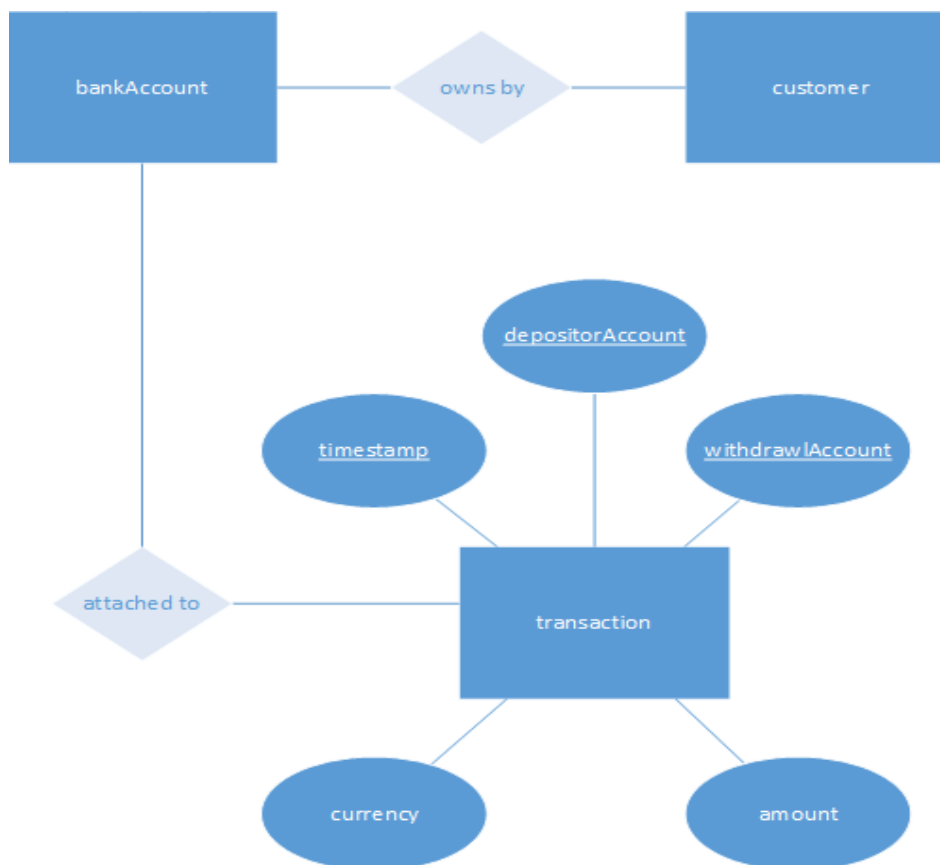 bankAccount
owns by
customer
depositorAccount
timestamp
withdrawlAccount
attached to
transaction
currency
amount